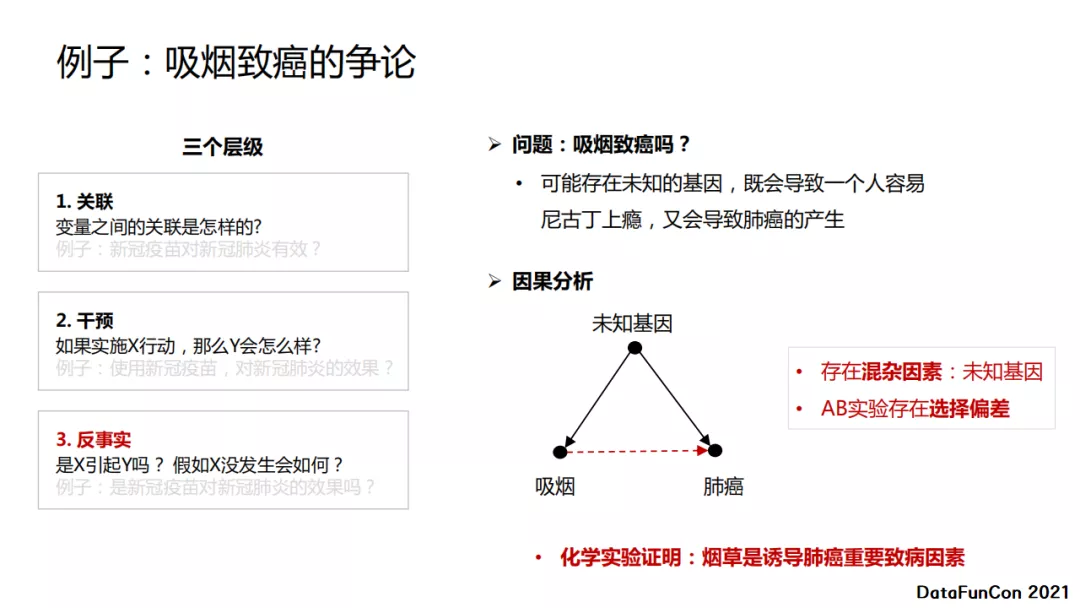 例子：吸烟致癌的争论
三个层级
1. 关联
变量之间的关联是怎样的?
例子：新冠疫苗对新冠肺炎有效？
2. 干预
如果实施X行动，那么Y会怎么样?
例子：使用新冠疫苗，对新冠肺炎的效果？
3. 反事实
是X引起Y吗？ 假如X没发生会如何？
例子：是新冠疫苗对新冠肺炎的效果吗？
➢ 问题：吸烟致癌吗？
• 可能存在未知的基因，既会导致一个人容易
尼古丁上瘾，又会导致肺癌的产生
➢ 因果分析
未知基因
吸烟
肺癌
• 存在混杂因素：未知基因
• AB实验存在选择偏差
• 化学实验证明：烟草是诱导肺癌重要致病因素
DataFunCon 2021